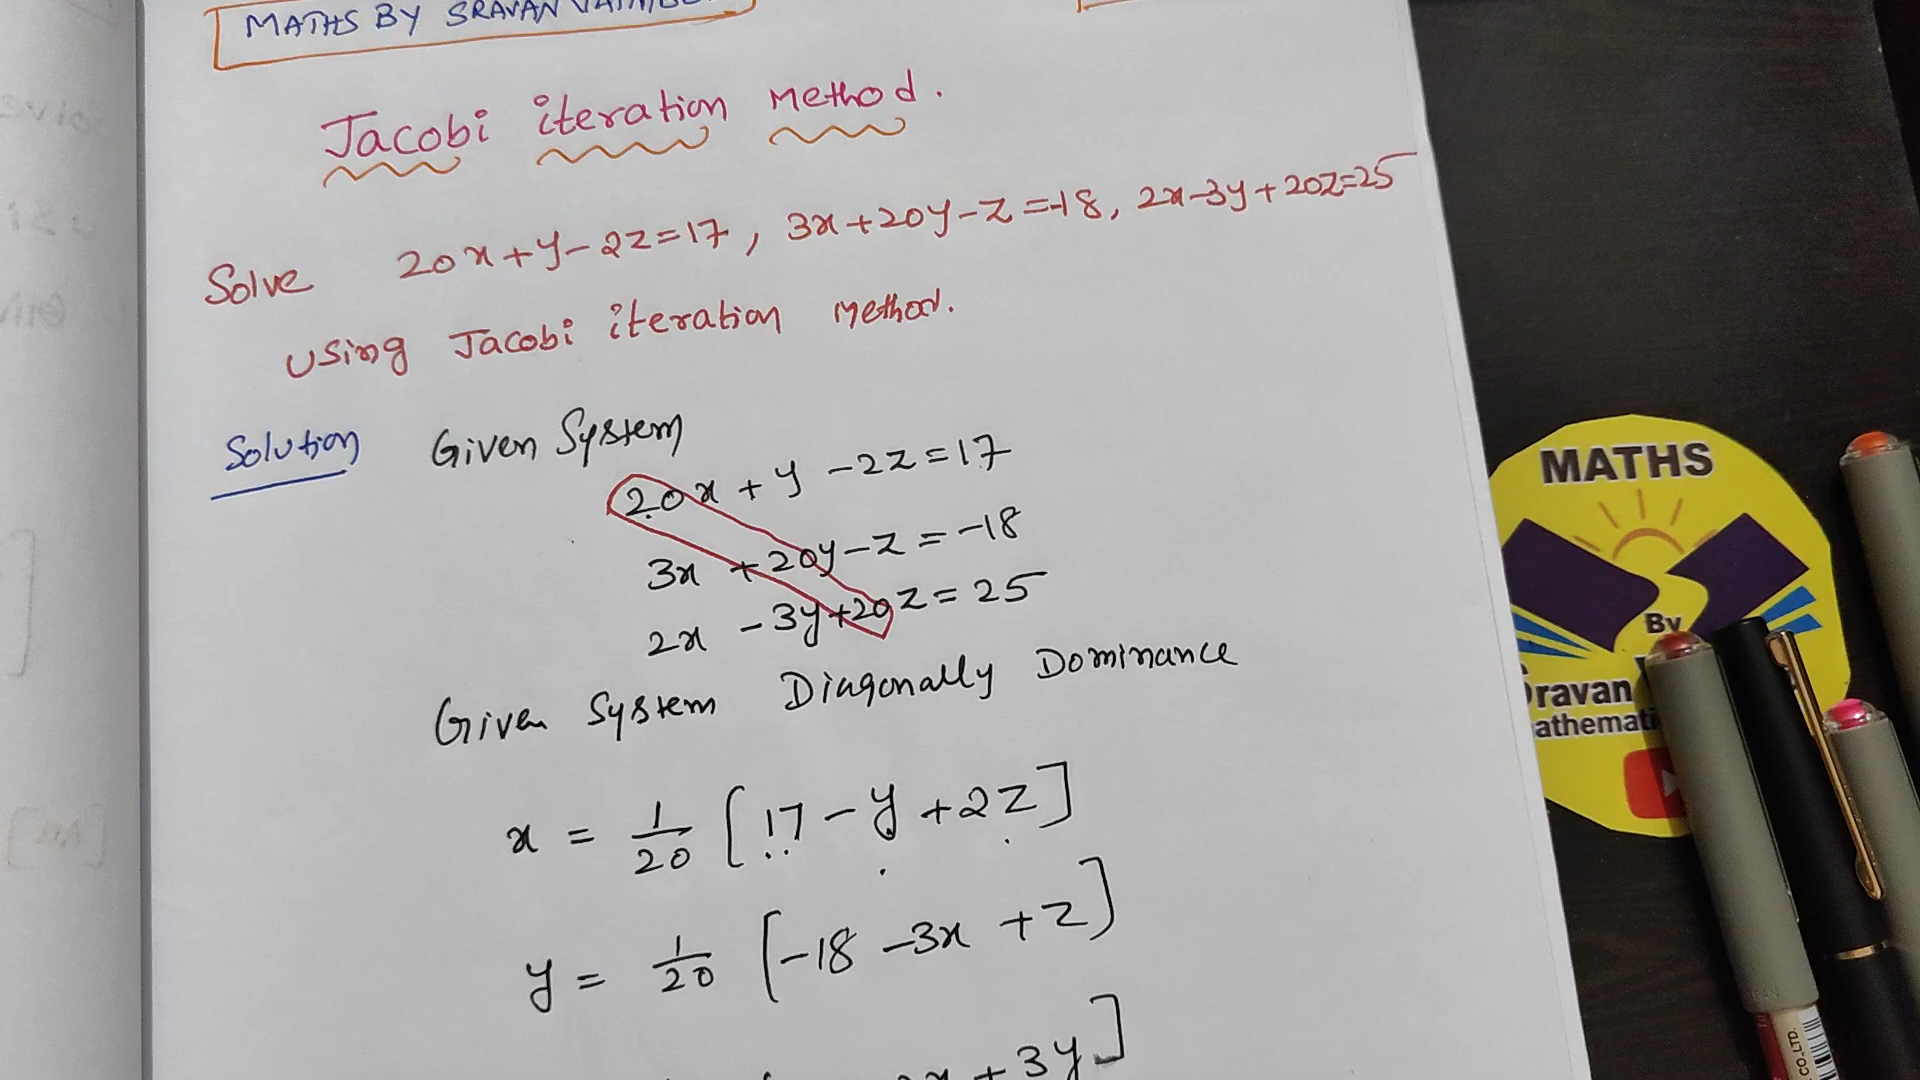 MATHS BY SRAVAN
Jacobi iteration Method.
Solve 20x+y-2z=17, 3x+20y-z=-18, 2x-3y+20z=25
using Jacobi iteration method.
Solution Given System
20x + y - 2z = 17
3x + 20y - z = -18
2x - 3y + 20z = 25
Given System Diagonally Dominance
x = 1/20 [17 - y + 2z]
y = 1/20 [-18 - 3x + z]
x + 3y]
MATHS
By
ravan
athemati
CO.,LTD.